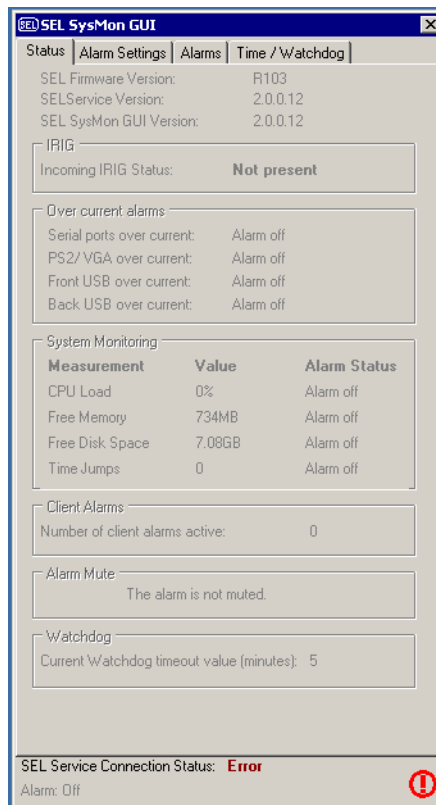 SEL SEL SysMon GUI
Status Alarm Settings Alarms Time / Watchdog
SEL Firmware Version: R103
SELService Version: 2.0.0.12
SEL SysMon GUI Version: 2.0.0.12
IRIG
Incoming IRIG Status: Not present
Over current alarms
Serial ports over current: Alarm off
PS2/ VGA over current: Alarm off
Front USB over current: Alarm off
Back USB over current: Alarm off
System Monitoring
Measurement Value Alarm Status
CPU Load 0% Alarm off
Free Memory 734MB Alarm off
Free Disk Space 7.08GB Alarm off
Time Jumps 0 Alarm off
Client Alarms
Number of client alarms active: 0
Alarm Mute
The alarm is not muted.
Watchdog
Current Watchdog timeout value (minutes): 5
SEL Service Connection Status: Error
Alarm: Off